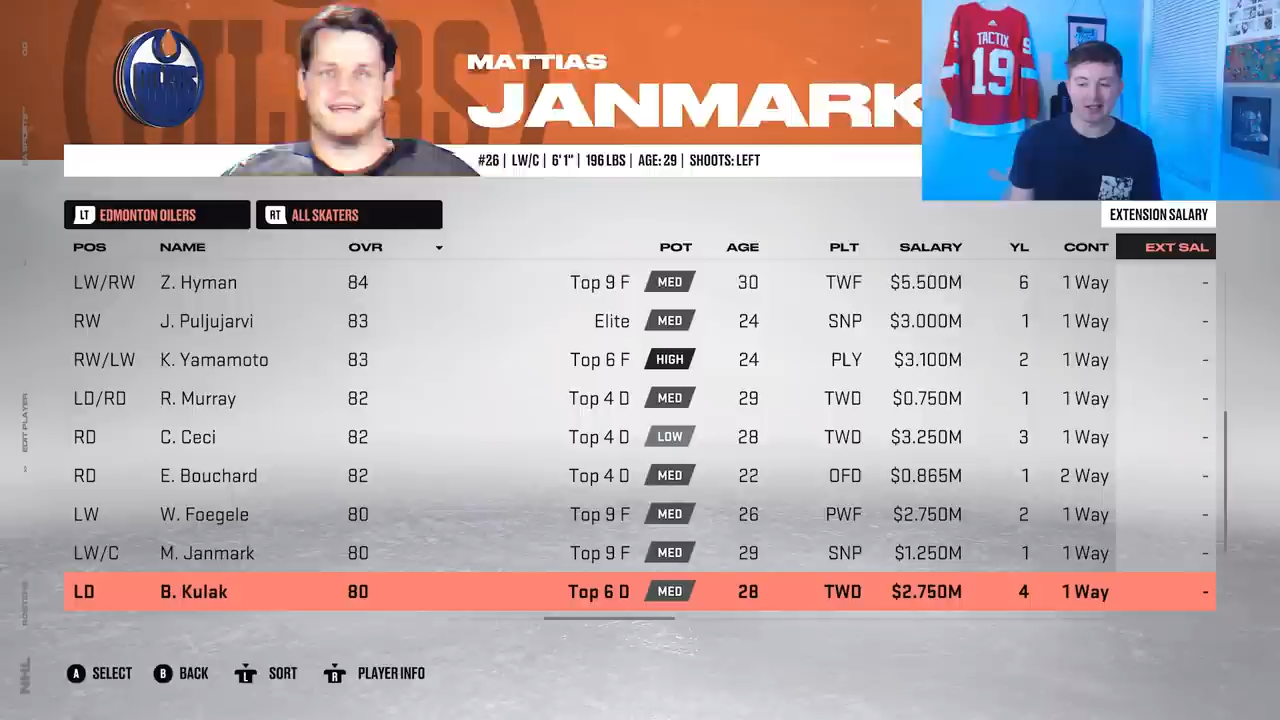 MATTIAS
JANMARK
#26 | LW/C | 6' 1" | 196 LBS | AGE: 29 | SHOOTS: LEFT
TACTIX
19
OILERS
LT EDMONTON OILERS RT ALL SKATERS
EXTENSION SALARY
POS NAME OVR POT AGE PLT SALARY YL CONT EXT SAL
LW/RW Z. Hyman 84 Top 9 F MED 30 TWF $5.500M 6 1 Way -
RW J. Puljujarvi 83 Elite MED 24 SNP $3.000M 1 1 Way -
RW/LW K. Yamamoto 83 Top 6 F HIGH 24 PLY $3.100M 2 1 Way -
LD/RD R. Murray 82 Top 4 D MED 29 TWD $0.750M 1 1 Way -
RD C. Ceci 82 Top 4 D LOW 28 TWD $3.250M 3 1 Way -
RD E. Bouchard 82 Top 4 D MED 22 OFD $0.865M 1 2 Way -
LW W. Foegele 80 Top 9 F MED 26 PWF $2.750M 2 1 Way -
LW/C M. Janmark 80 Top 9 F MED 29 SNP $1.250M 1 1 Way -
LD B. Kulak 80 Top 6 D MED 28 TWD $2.750M 4 1 Way -
A SELECT B BACK L SORT R PLAYER INFO
EDIT PLAYER
ROSTERS
NHL